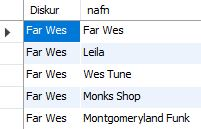 Diskur nafn
Far Wes Far Wes
Far Wes Leila
Far Wes Wes Tune
Far Wes Monks Shop
Far Wes Montgomeryland Funk